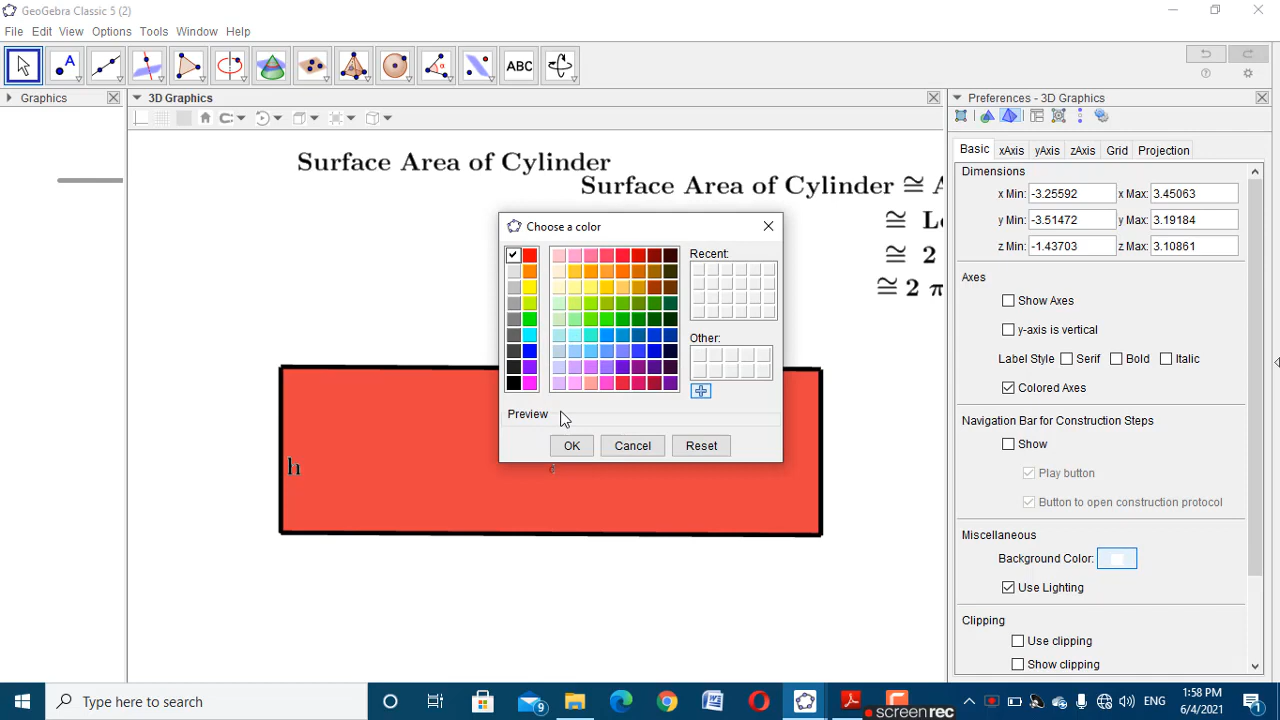 GeoGebra Classic 5 (2)
File Edit View Options Tools Window Help
ABC
Graphics
3D Graphics
Preferences - 3D Graphics
Surface Area of Cylinder
Surface Area of Cylinder ≅ A
≅ Le
≅ 2
≅ 2 π
h
d
Choose a color
Recent:
Other:
Preview
OK Cancel Reset
Basic xAxis yAxis zAxis Grid Projection
Dimensions
x Min: -3.25592 x Max: 3.45063
y Min: -3.51472 y Max: 3.19184
z Min: -1.43703 z Max: 3.10861
Axes
Show Axes
y-axis is vertical
Label Style: Serif Bold Italic
Colored Axes
Navigation Bar for Construction Steps
Show
Play button
Button to open construction protocol
Miscellaneous
Background Color:
Use Lighting
Clipping
Use clipping
Show clipping
Type here to search
9
screen rec
ENG
1:58 PM
6/4/2021